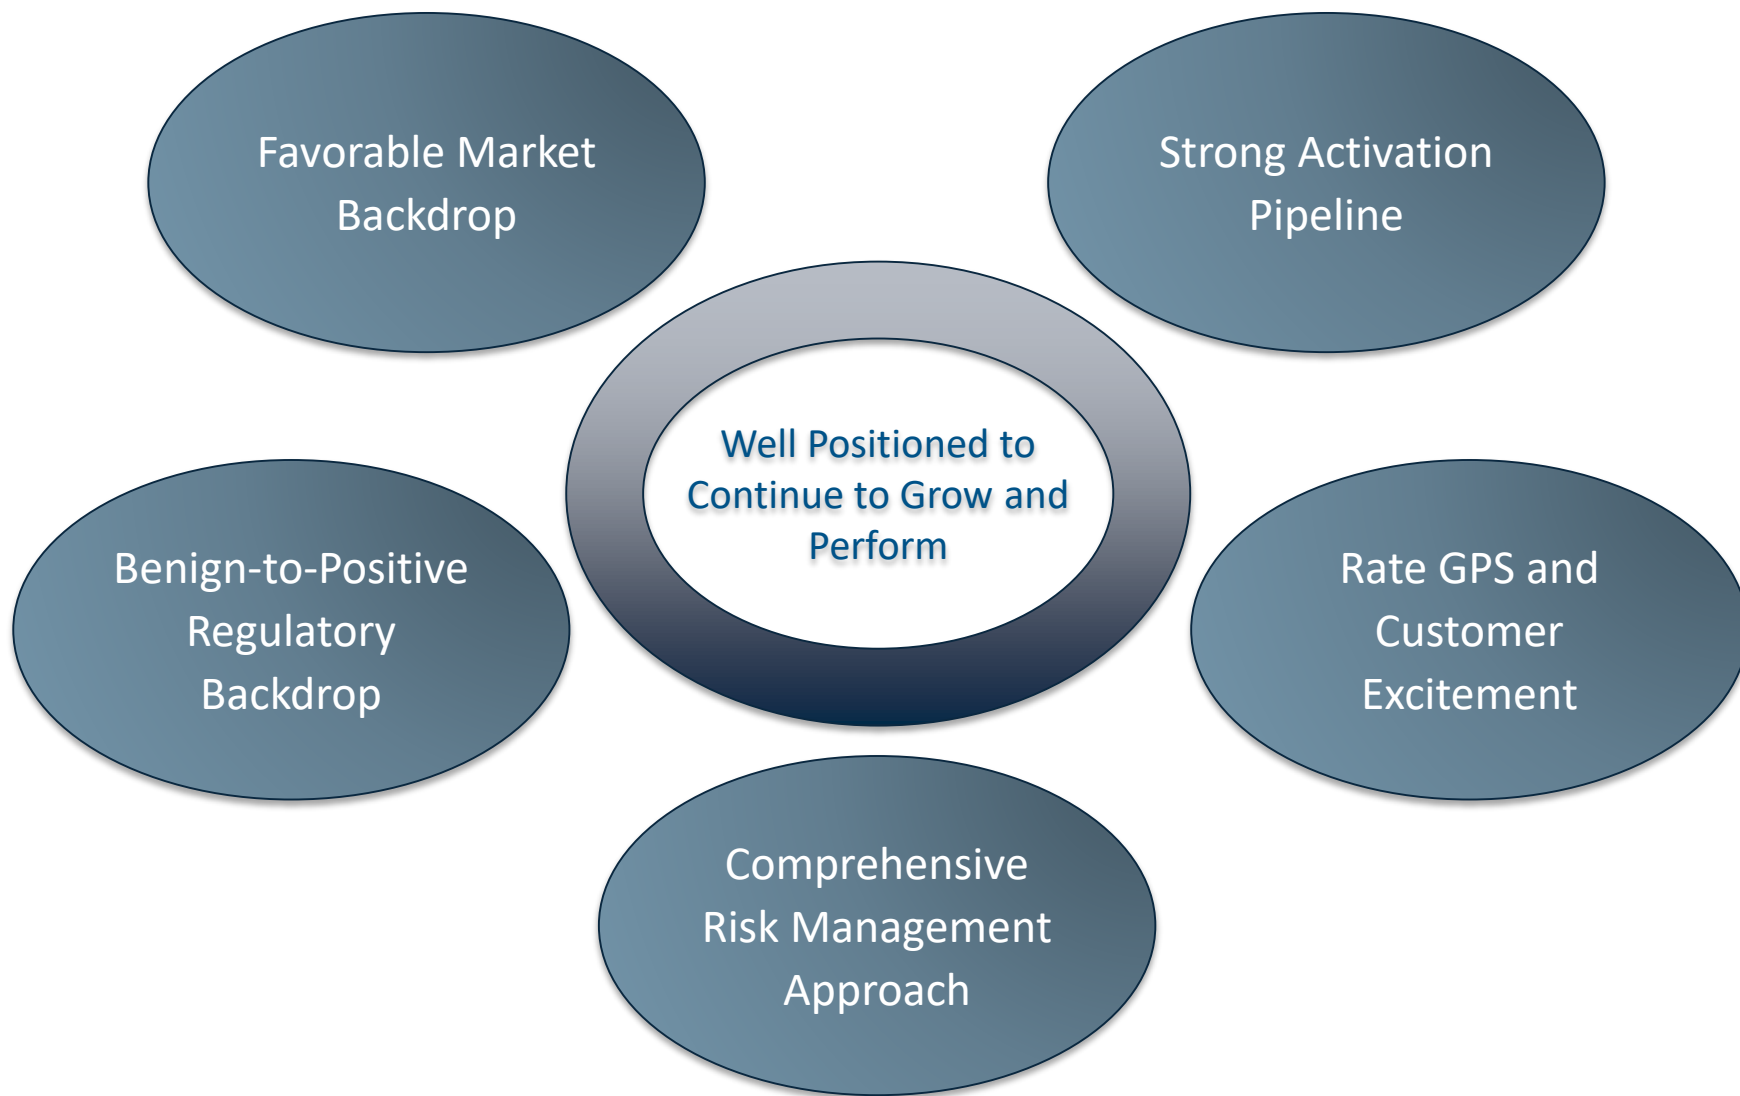 Favorable Market
Backdrop
Strong Activation
Pipeline
Well Positioned to
Continue to Grow and
Perform
Benign-to-Positive
Regulatory
Backdrop
Rate GPS and
Customer
Excitement
Comprehensive
Risk Management
Approach